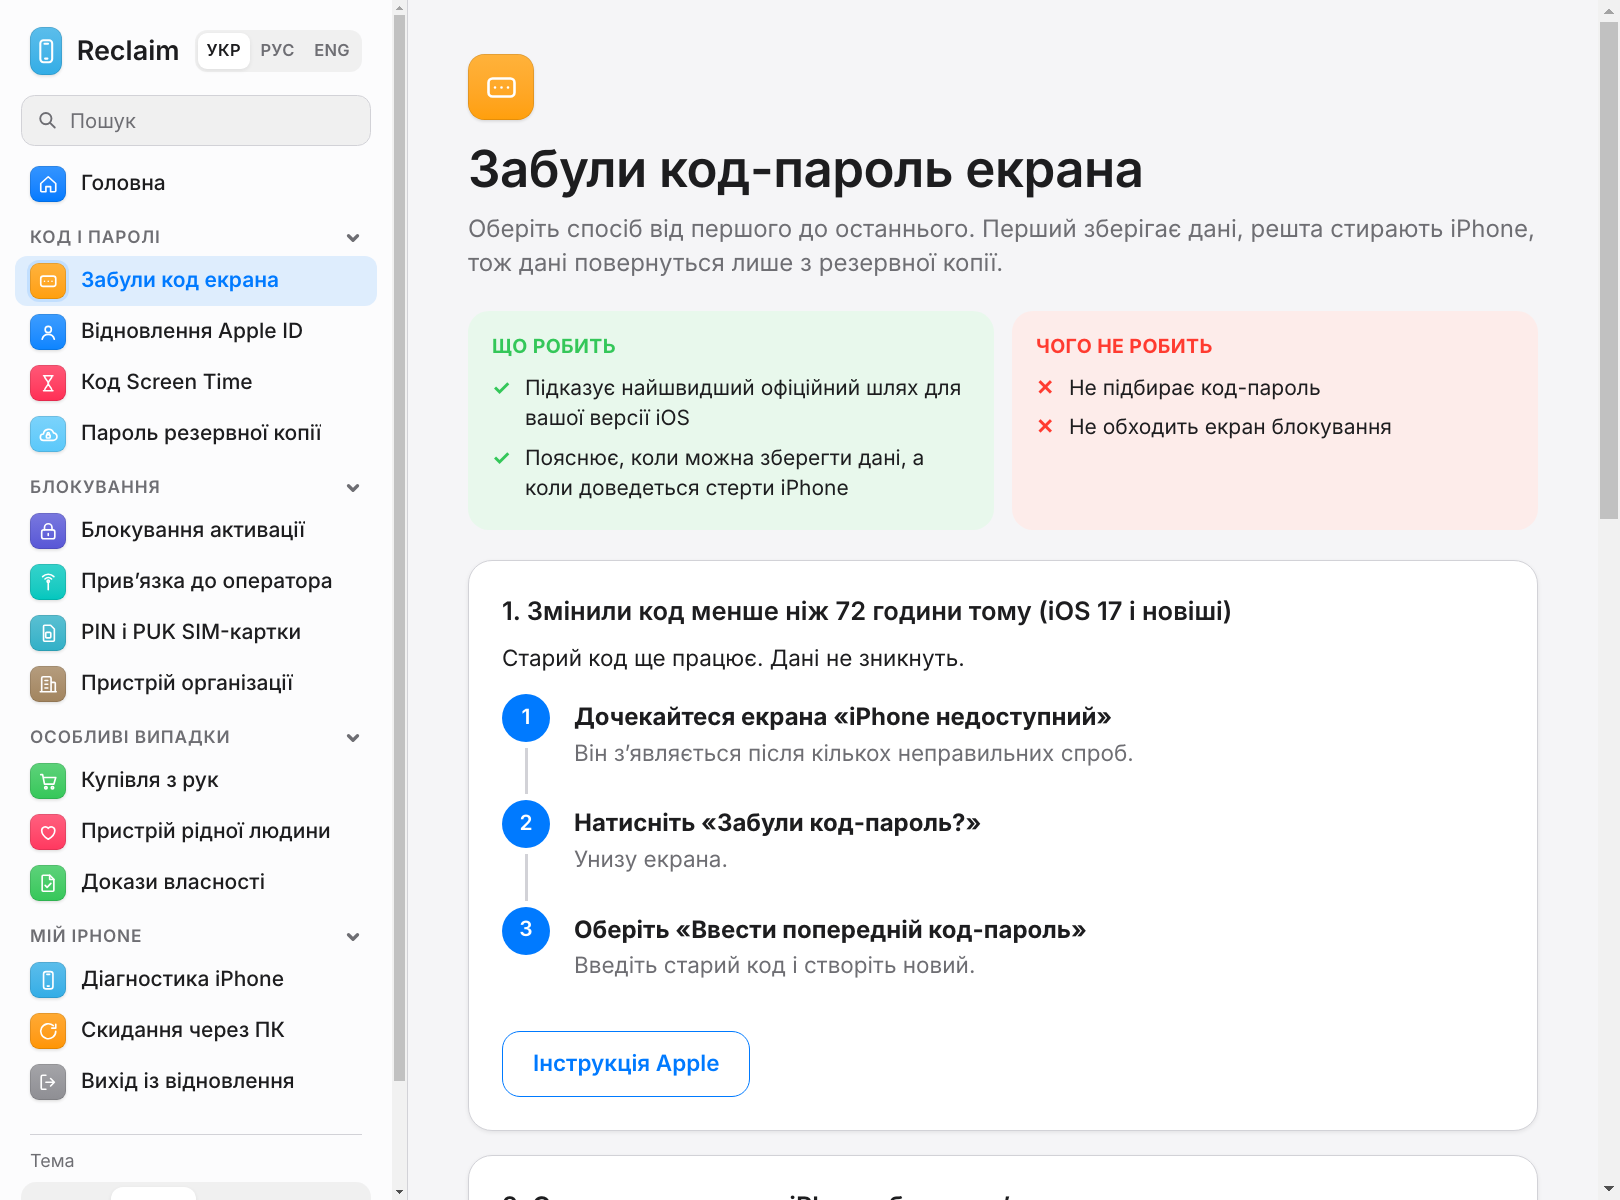 Reclaim
УКР РУС ENG
Пошук
Головна
КОД І ПАРОЛІ
Забули код екрана
Відновлення Apple ID
Код Screen Time
Пароль резервної копії
БЛОКУВАННЯ
Блокування активації
Прив’язка до оператора
PIN і PUK SIM-картки
Пристрій організації
ОСОБЛИВІ ВИПАДКИ
Купівля з рук
Пристрій рідної людини
Докази власності
МІЙ IPHONE
Діагностика iPhone
Скидання через ПК
Вихід із відновлення
Тема
Забули код-пароль екрана
Оберіть спосіб від першого до останнього. Перший зберігає дані, решта стирають iPhone,
тож дані повернуться лише з резервної копії.
ЩО РОБИТЬ
Підказує найшвидший офіційний шлях для
вашої версії iOS
Пояснює, коли можна зберегти дані, а
коли доведеться стерти iPhone
ЧОГО НЕ РОБИТЬ
Не підбирає код-пароль
Не обходить екран блокування
1. Змінили код менше ніж 72 години тому (iOS 17 і новіші)
Старий код ще працює. Дані не зникнуть.
1
Дочекайтеся екрана «iPhone недоступний»
Він з’являється після кількох неправильних спроб.
2
Натисніть «Забули код-пароль?»
Унизу екрана.
3
Оберіть «Ввести попередній код-пароль»
Введіть старий код і створіть новий.
Інструкція Apple